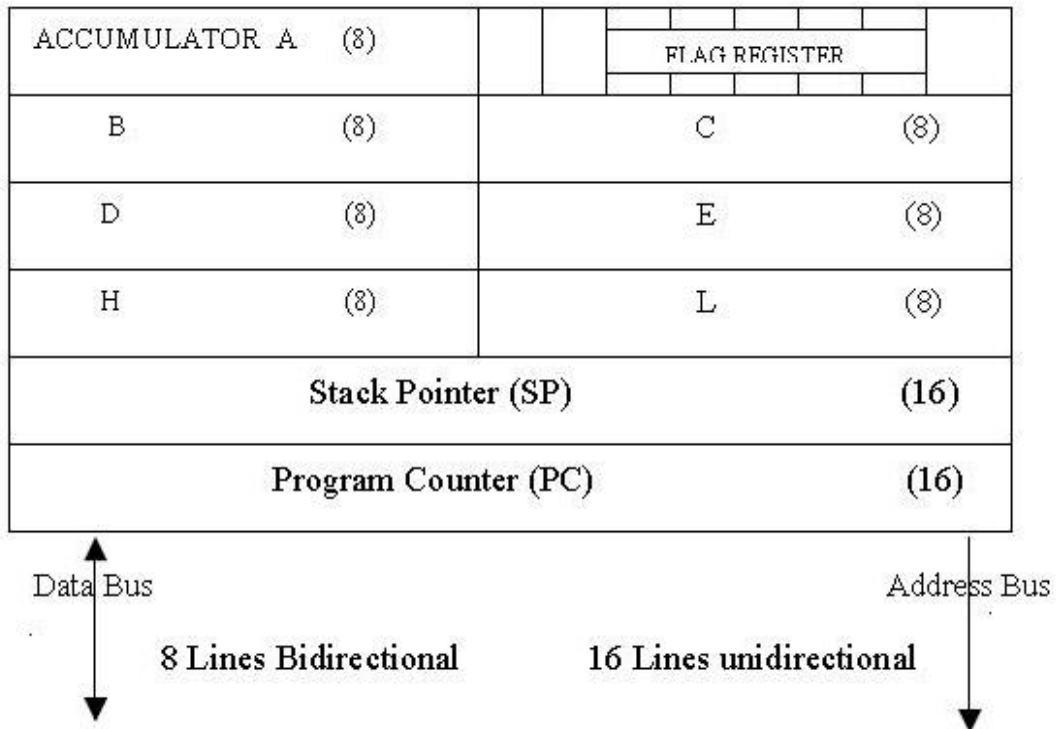 ACCUMULATOR A (8)
FLAG REGISTER
B (8) C (8)
D (8) E (8)
H (8) L (8)
Stack Pointer (SP) (16)
Program Counter (PC) (16)
Data Bus Address Bus
8 Lines Bidirectional 16 Lines unidirectional